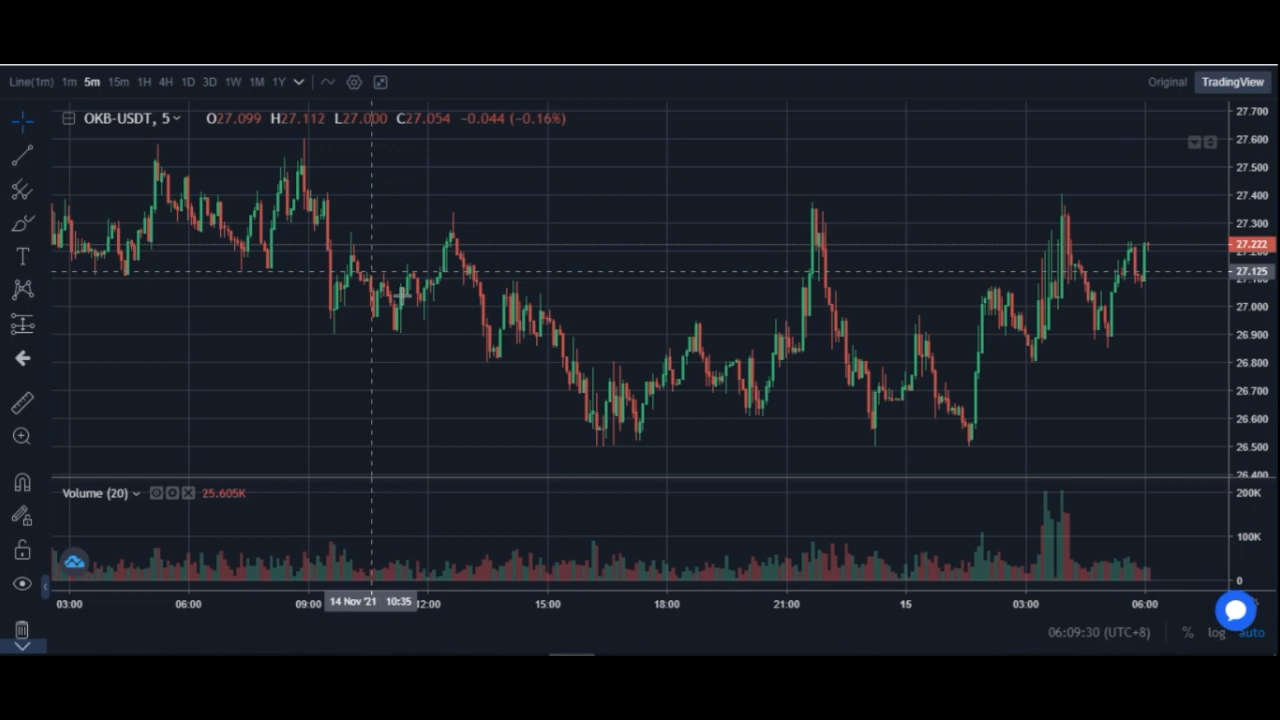 Line(1m) 1m 5m 15m 1H 4H 1D 3D 1W 1M 1Y Original TradingView
OKB-USDT, 5 O27.099 H27.112 L27.000 C27.054 -0.044 (-0.16%)
27.700
27.600
27.500
27.400
27.300
27.222
27.125
27.000
26.900
26.800
26.700
26.600
26.500
26.400
Volume (20) 25.605K
200K
100K
0
03:00 06:00 09:00 14 Nov '21 10:35 12:00 15:00 18:00 21:00 15 03:00 06:00
06:09:30 (UTC+8) % log auto